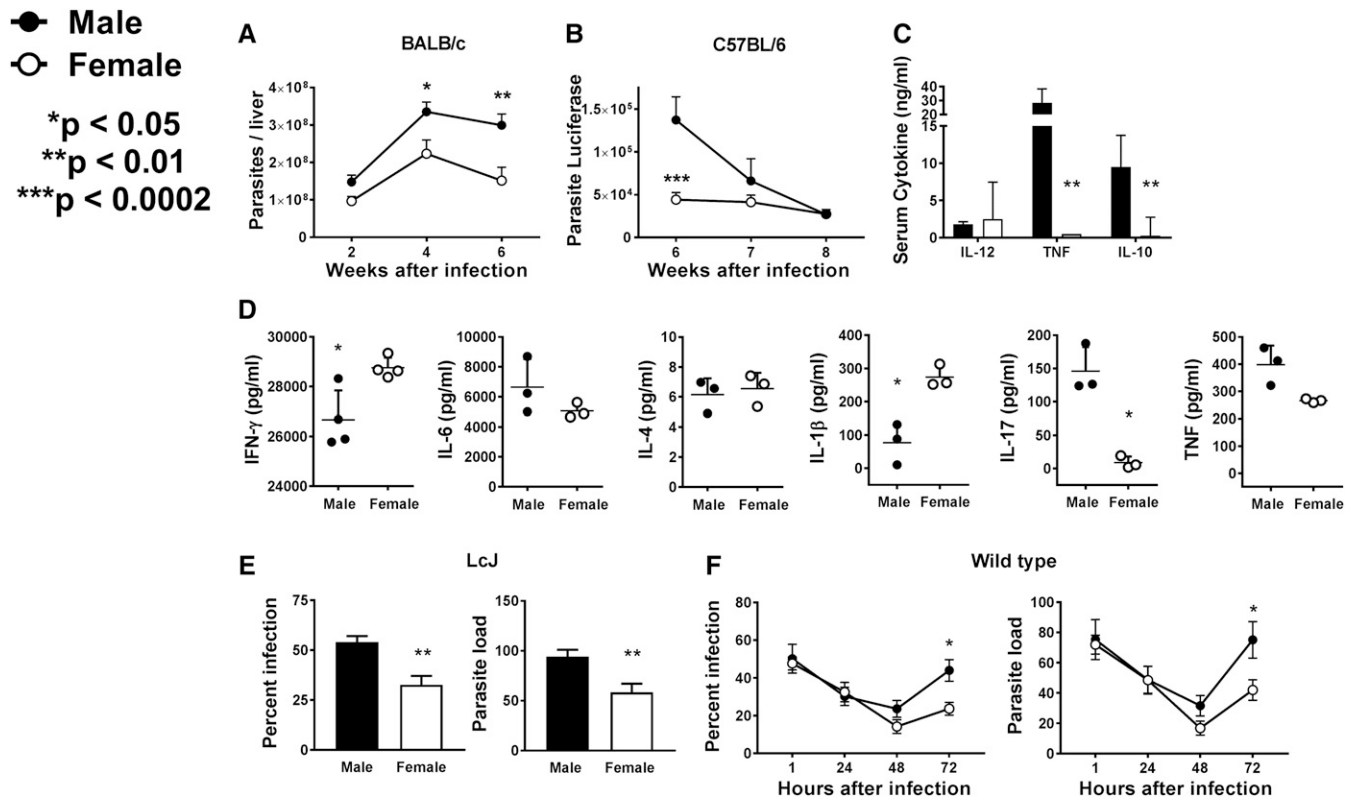 Male
Female
*p < 0.05
**p < 0.01
***p < 0.0002
A
BALB/c
Parasites / liver
4×10⁸
3×10⁸
2×10⁸
1×10⁸
0
*
**
2 4 6
Weeks after infection
B
C57BL/6
Parasite Luciferase
1.5×10⁵
1×10⁵
5×10⁴
0
***
6 7 8
Weeks after infection
C
Serum Cytokine (ng/ml)
40
30
20
15
10
5
0
**
**
IL-12 TNF IL-10
D
IFN-γ (pg/ml)
30000
28000
26000
24000
*
Male Female
IL-6 (pg/ml)
10000
8000
6000
4000
2000
0
Male Female
IL-4 (pg/ml)
8
6
4
2
0
Male Female
IL-1β (pg/ml)
400
300
200
100
0
*
Male Female
IL-17 (pg/ml)
200
150
100
50
0
*
Male Female
TNF (pg/ml)
500
400
300
200
100
0
Male Female
E
LcJ
Percent infection
75
50
25
0
**
Male Female
Parasite load
150
100
50
0
**
Male Female
F
Wild type
Percent infection
80
60
40
20
0
*
1 24 48 72
Hours after infection
Parasite load
100
80
60
40
20
0
*
1 24 48 72
Hours after infection